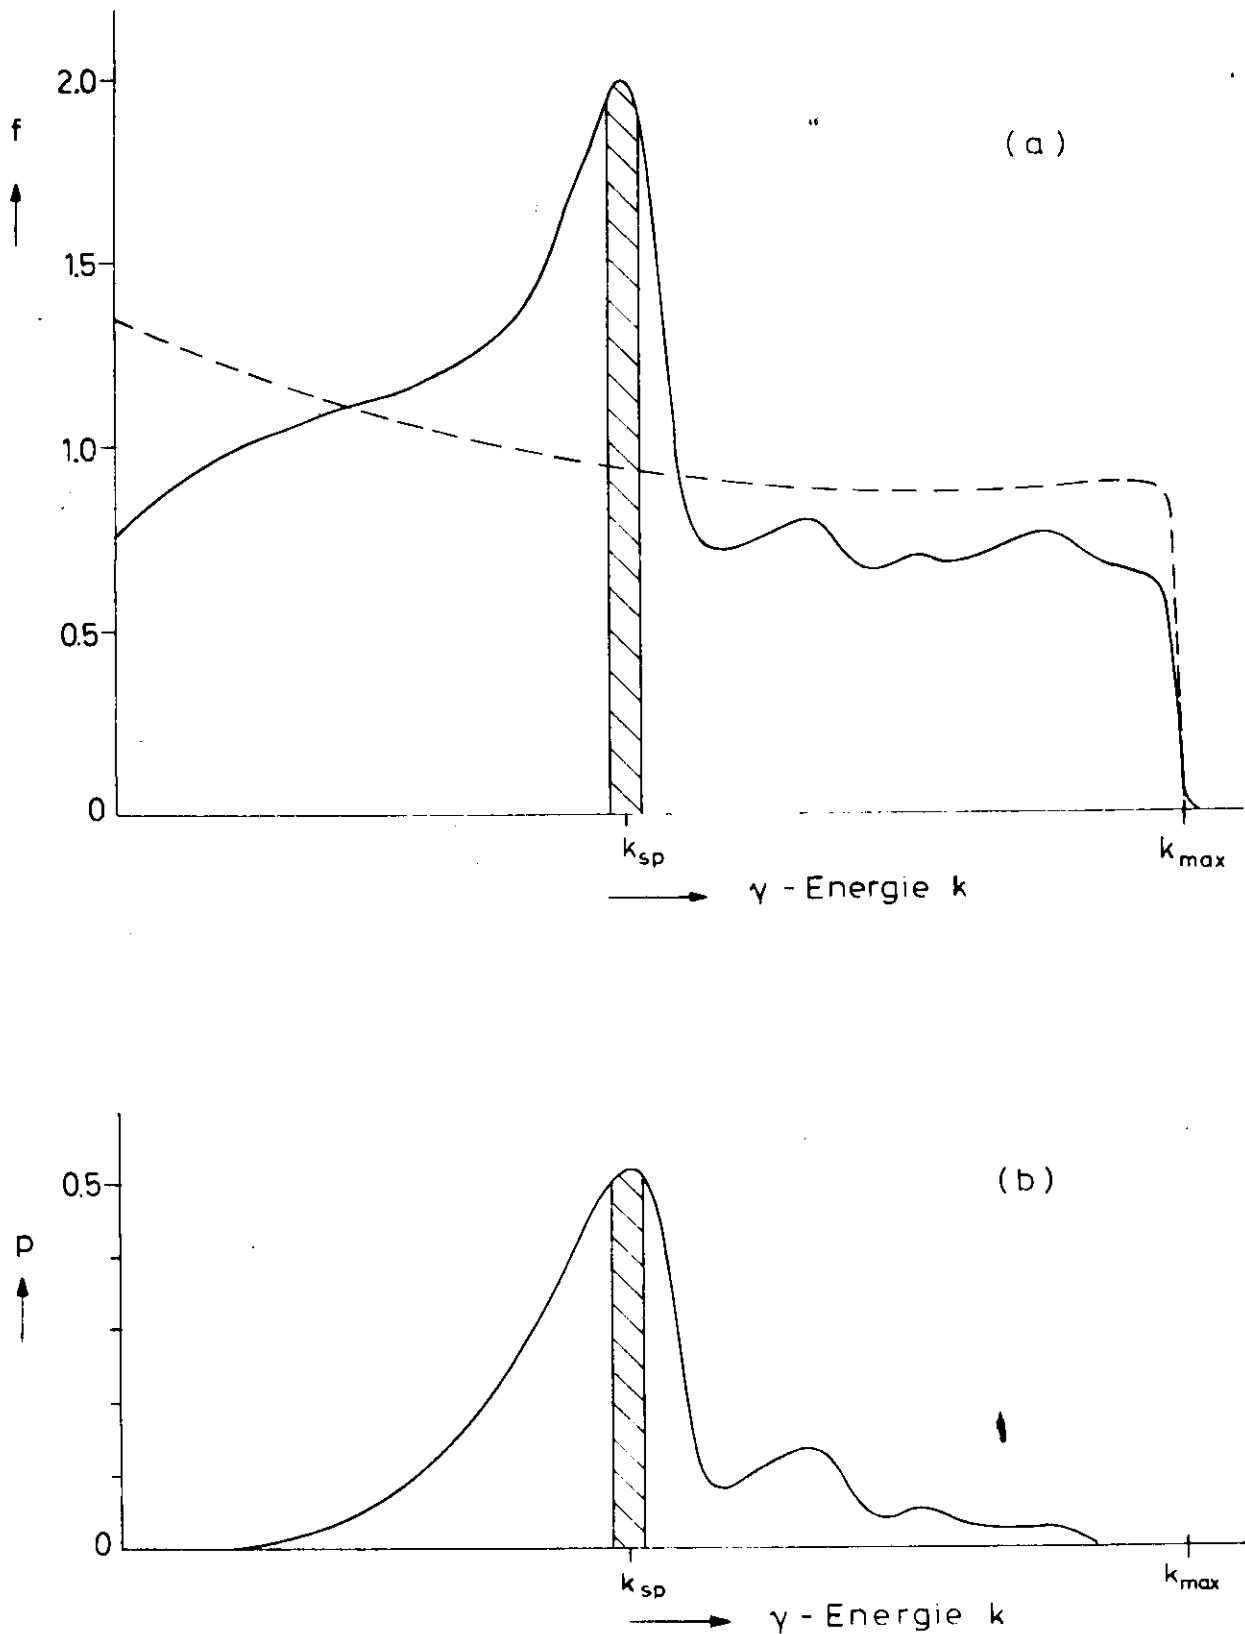 2.0
f
(a)
1.5
1.0
0.5
0
k_sp
k_max
γ - Energie k
0.5
(b)
p
0
k_sp
k_max
γ - Energie k